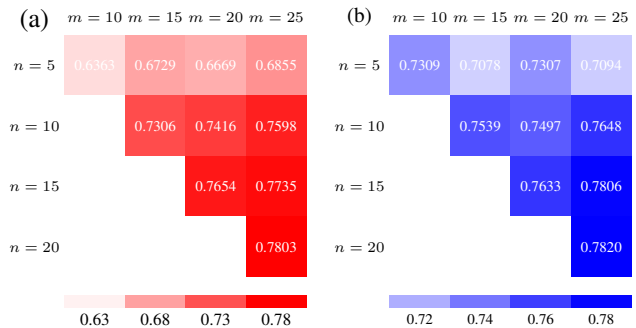 (a) m = 10 m = 15 m = 20 m = 25
n = 5 0.6363 0.6729 0.6669 0.6855
n = 10 0.7306 0.7416 0.7598
n = 15 0.7654 0.7735
n = 20 0.7803
0.63 0.68 0.73 0.78
(b) m = 10 m = 15 m = 20 m = 25
n = 5 0.7309 0.7078 0.7307 0.7094
n = 10 0.7539 0.7497 0.7648
n = 15 0.7633 0.7806
n = 20 0.7820
0.72 0.74 0.76 0.78